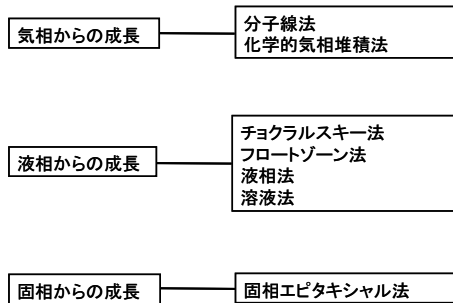 気相からの成長
分子線法
化学的気相堆積法
液相からの成長
チョクラルスキー法
フロートゾーン法
液相法
溶液法
固相からの成長
固相エピタキシャル法